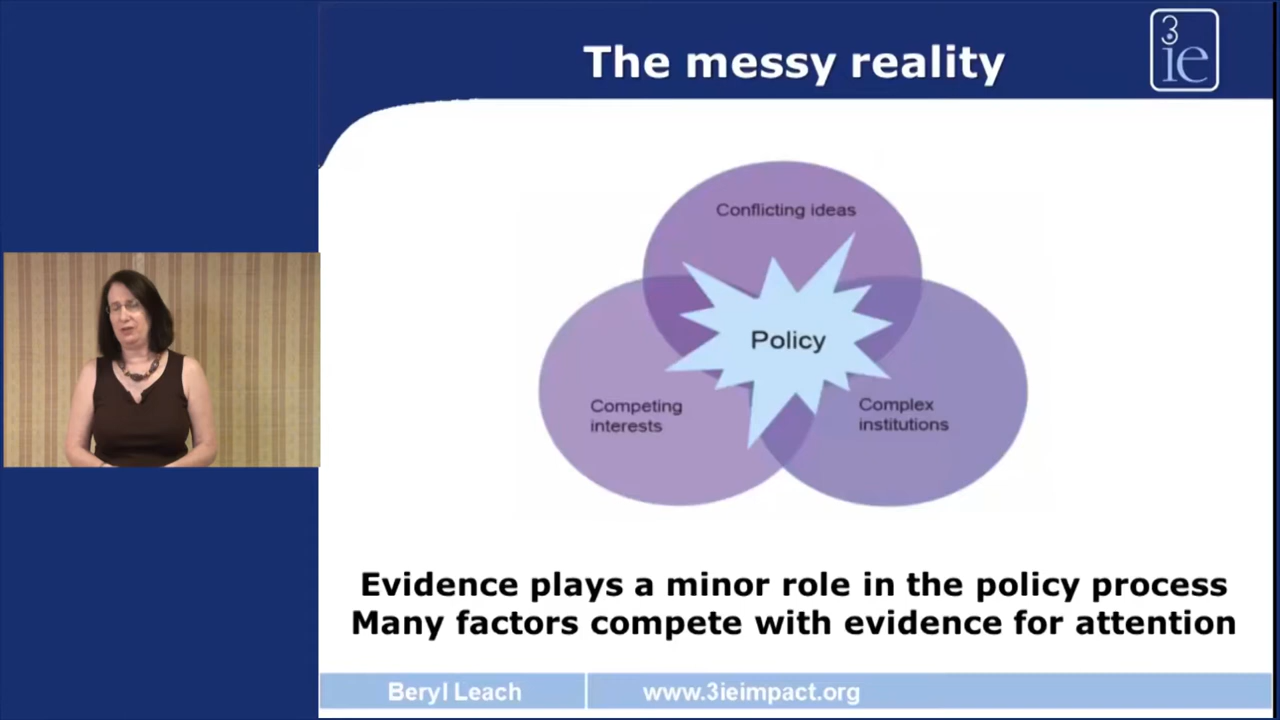 The messy reality
3ie
Conflicting ideas
Policy
Competing
interests
Complex
institutions
Evidence plays a minor role in the policy process
Many factors compete with evidence for attention
Beryl Leach
www.3ieimpact.org